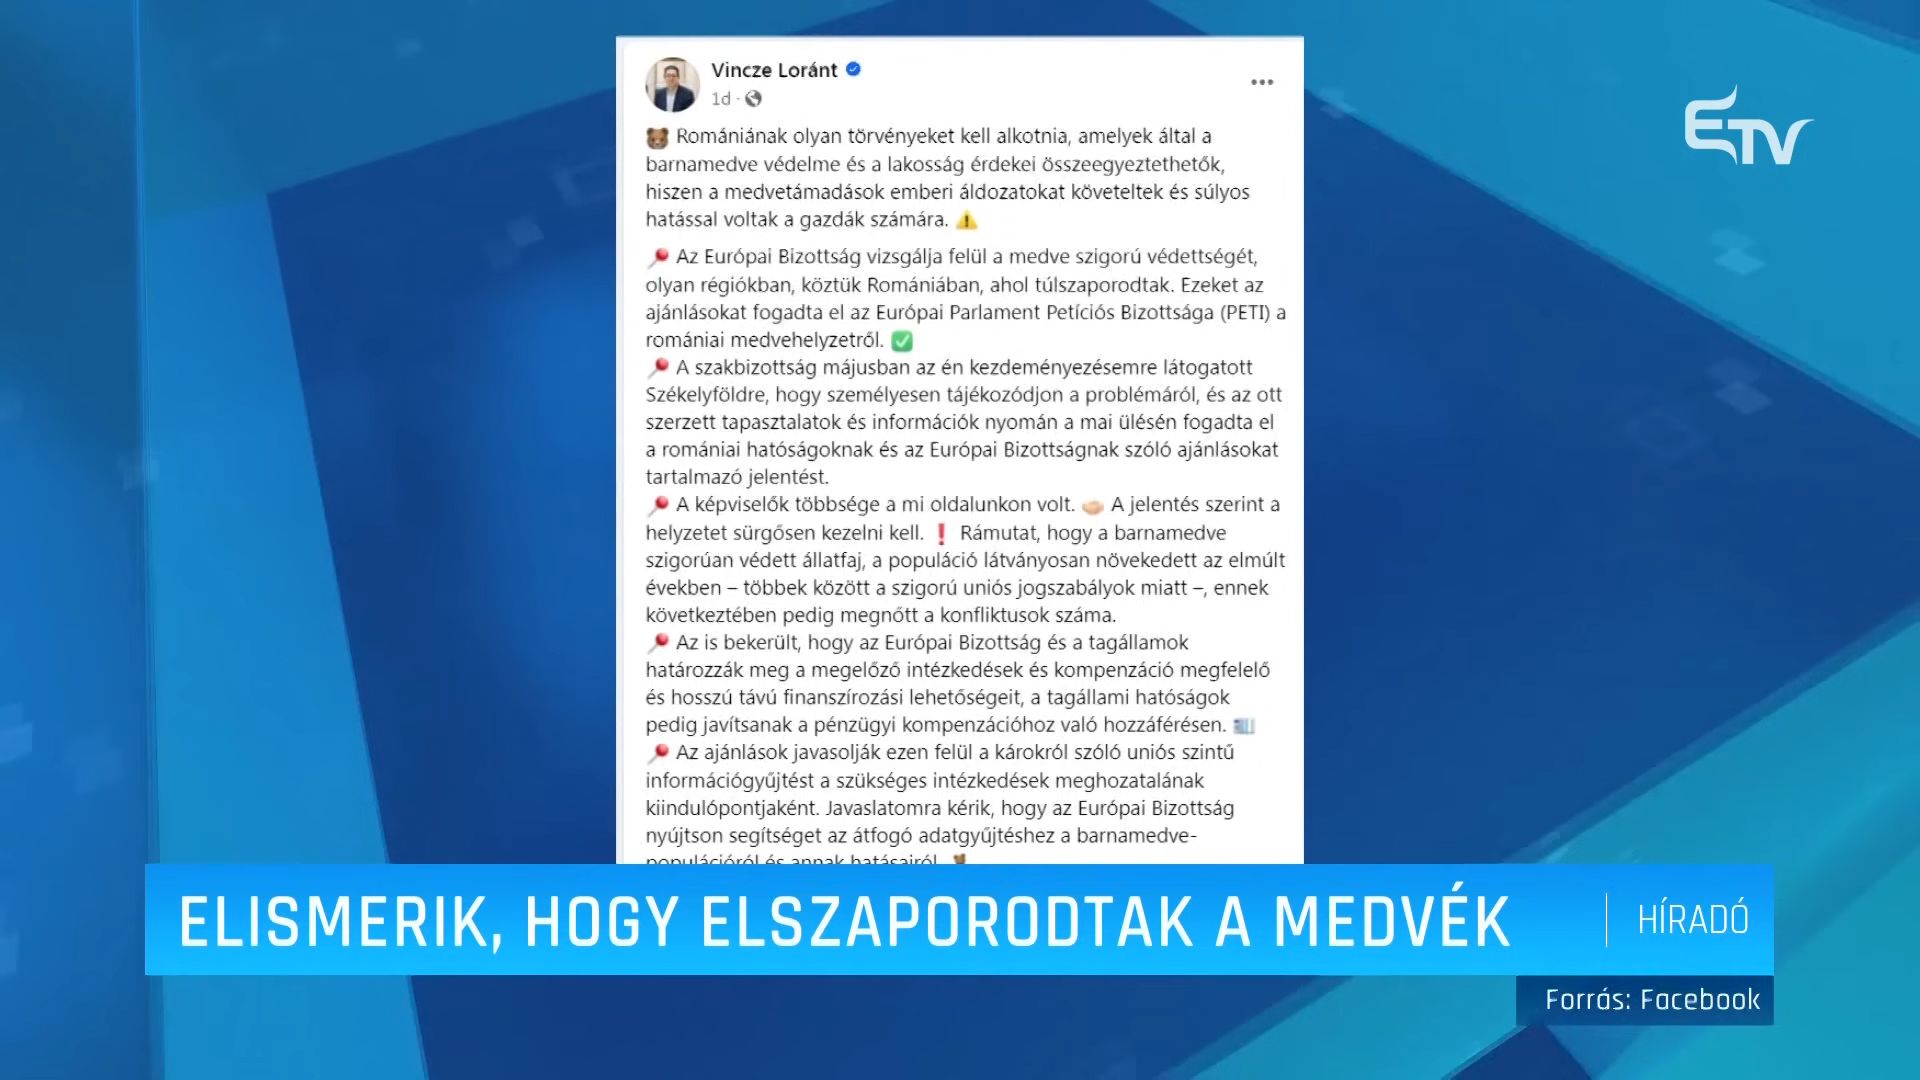 Vincze Loránt
1d ·
Romániának olyan törvényeket kell alkotnia, amelyek által a
barnamedve védelme és a lakosság érdekei összeegyeztethetők,
hiszen a medvetámadások emberi áldozatokat követeltek és súlyos
hatással voltak a gazdák számára.
Az Európai Bizottság vizsgálja felül a medve szigorú védettségét,
olyan régiókban, köztük Romániában, ahol túlszaporodtak. Ezeket az
ajánlásokat fogadta el az Európai Parlament Petíciós Bizottsága (PETI) a
romániai medvehelyzetről.
A szakbizottság májusban az én kezdeményezésemre látogatott
Székelyföldre, hogy személyesen tájékozódjon a problémáról, és az ott
szerzett tapasztalatok és információk nyomán a mai ülésén fogadta el
a romániai hatóságoknak és az Európai Bizottságnak szóló ajánlásokat
tartalmazó jelentést.
A képviselők többsége a mi oldalunkon volt. A jelentés szerint a
helyzetet sürgősen kezelni kell. ❗ Rámutat, hogy a barnamedve
szigorúan védett állatfaj, a populáció látványosan növekedett az elmúlt
években – többek között a szigorú uniós jogszabályok miatt –, ennek
következtében pedig megnőtt a konfliktusok száma.
Az is bekerült, hogy az Európai Bizottság és a tagállamok
határozzák meg a megelőző intézkedések és kompenzáció megfelelő
és hosszú távú finanszírozási lehetőségeit, a tagállami hatóságok
pedig javítsanak a pénzügyi kompenzációhoz való hozzáférésen.
Az ajánlások javasolják ezen felül a károkról szóló uniós szintű
információgyűjtést a szükséges intézkedések meghozatalának
kiindulópontjaként. Javaslatomra kérik, hogy az Európai Bizottság
nyújtson segítséget az átfogó adatgyűjtéshez a barnamedve-
populációról és annak hatásairól.
ETV
ELISMERIK, HOGY ELSZAPORODTAK A MEDVÉK
HÍRADÓ
Forrás: Facebook